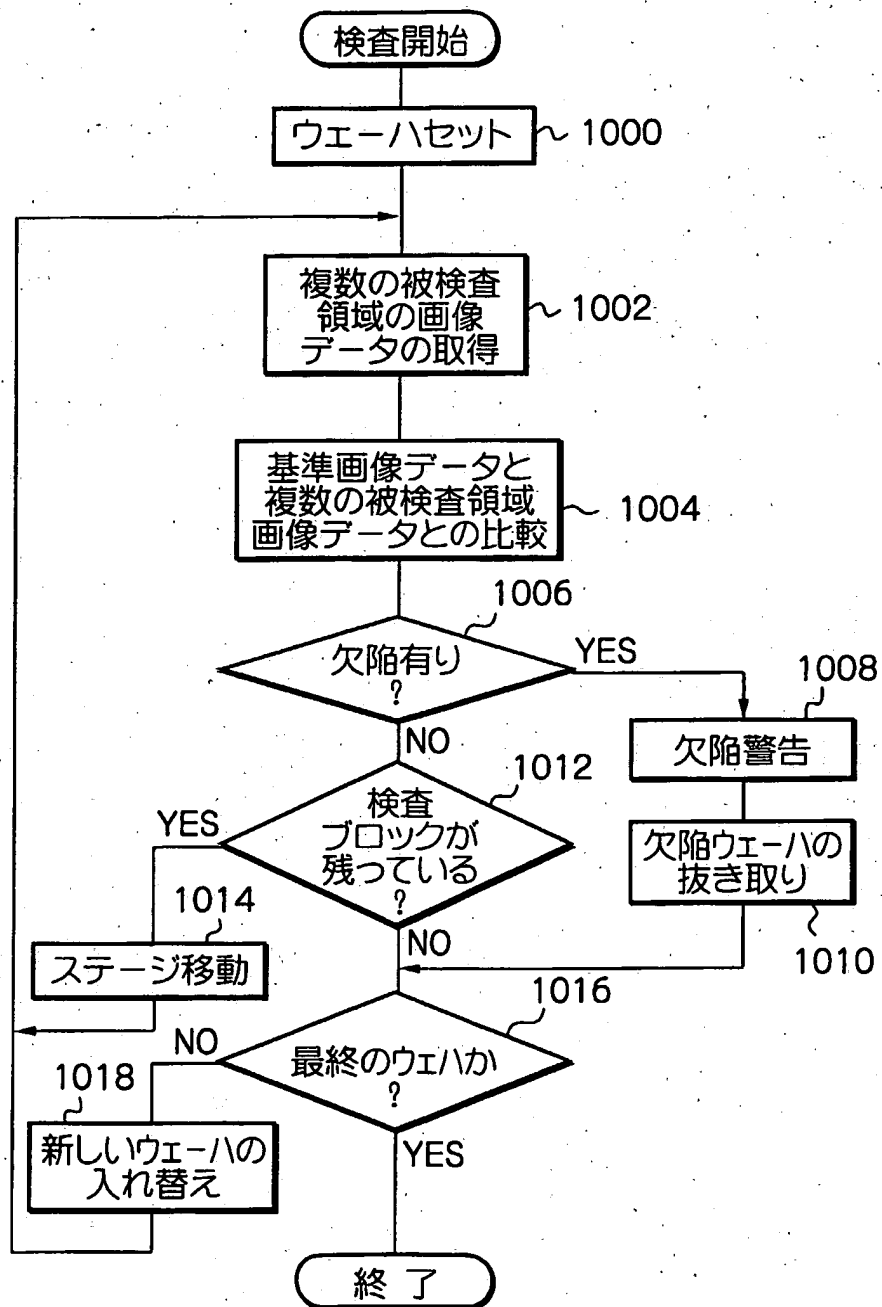 検査開始
ウェーハセット
1000
複数の被検査
領域の画像
データの取得
1002
基準画像データと
複数の被検査領域
画像データとの比較
1004
1006
欠陥有り
?
YES
NO
1008
欠陥警告
1012
検査
ブロックが
残っている
?
YES
NO
欠陥ウェーハの
抜き取り
1010
1014
ステージ移動
1016
最終のウェハか
?
NO
YES
1018
新しいウェーハの
入れ替え
終了